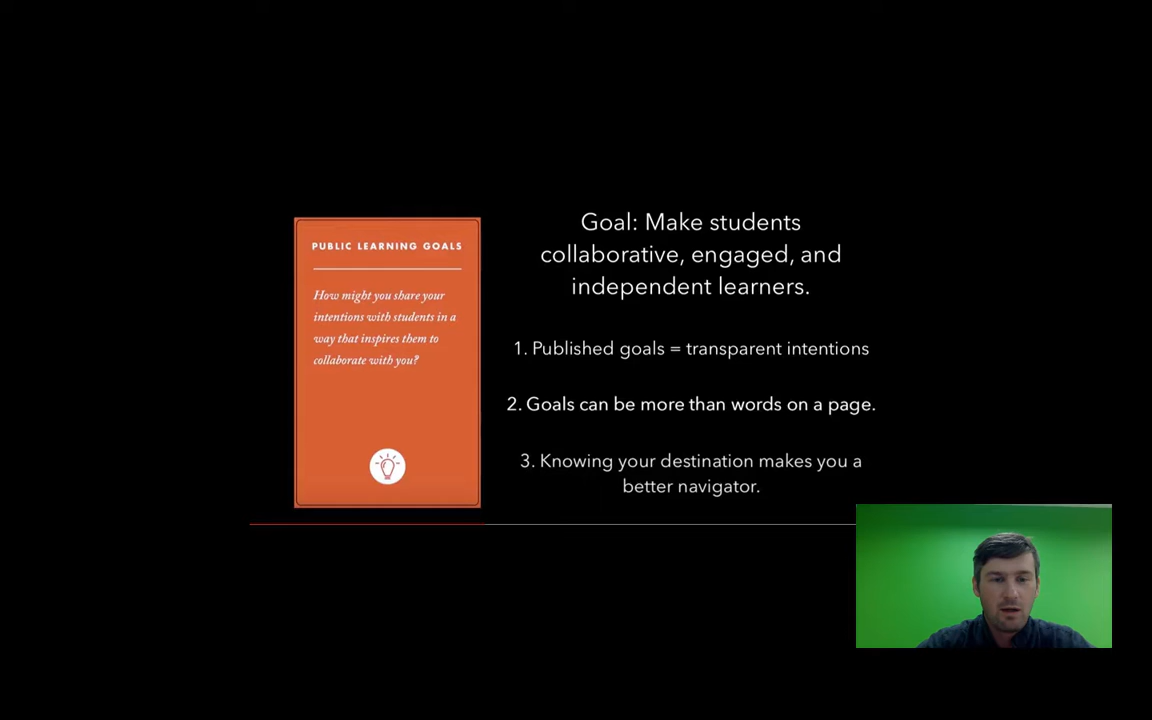 PUBLIC LEARNING GOALS
How might you share your
intentions with students in a
way that inspires them to
collaborate with you?
Goal: Make students
collaborative, engaged, and
independent learners.
1. Published goals = transparent intentions
2. Goals can be more than words on a page.
3. Knowing your destination makes you a
better navigator.